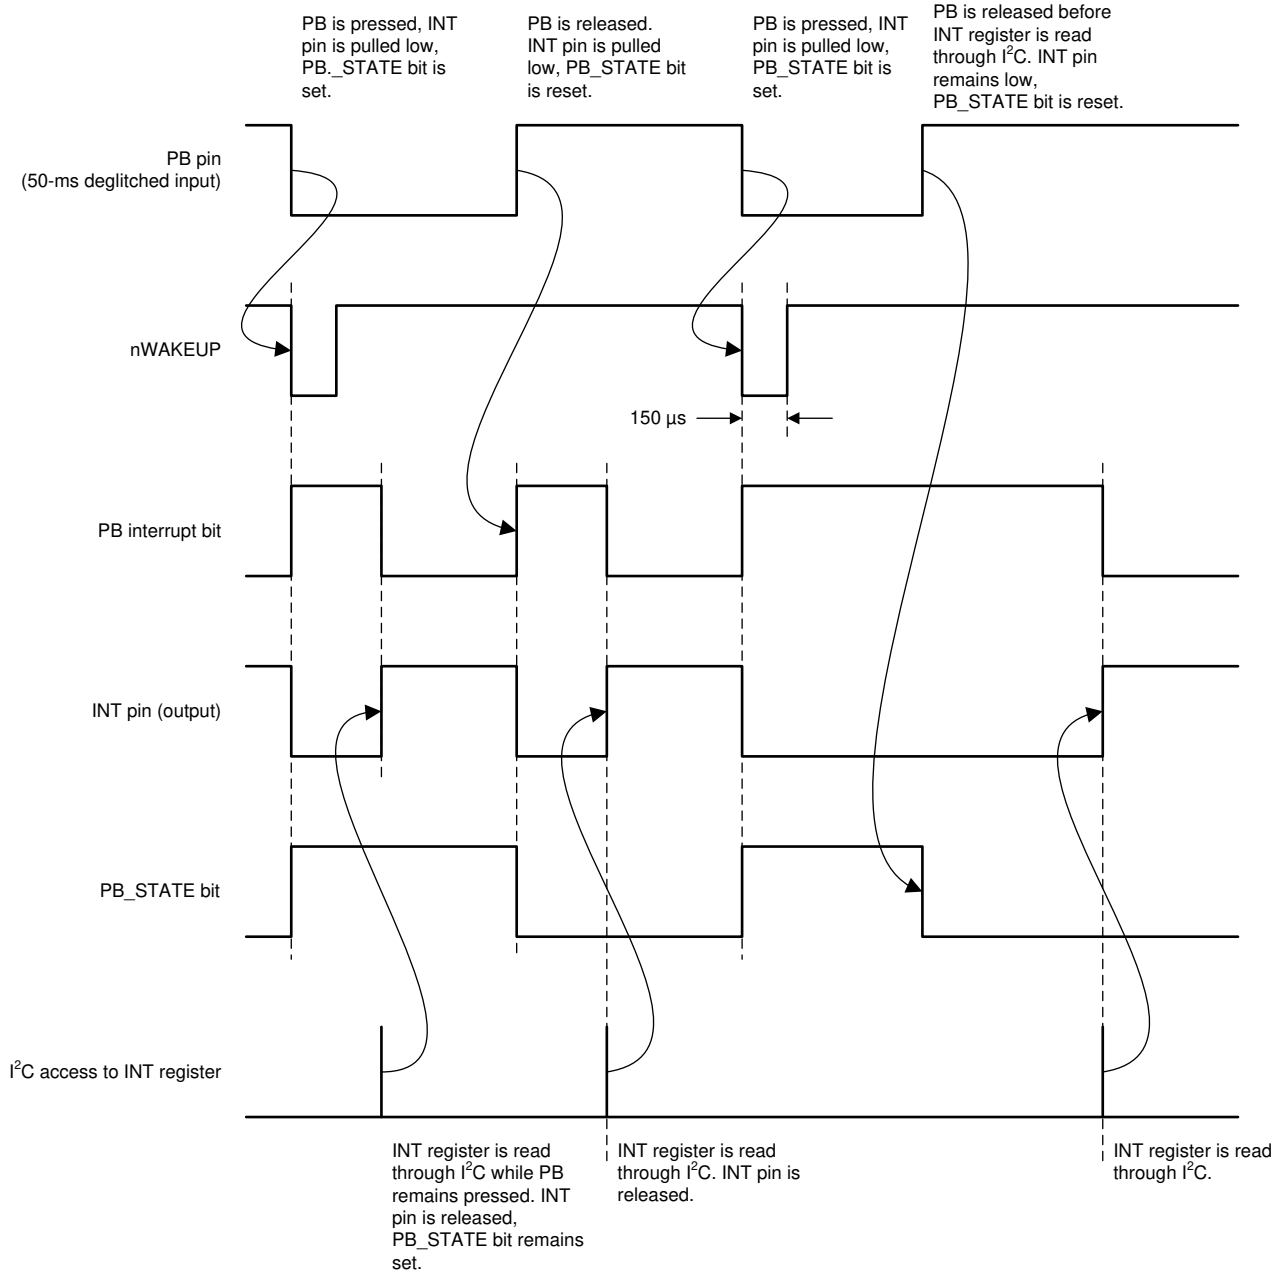 PB is pressed, INT
pin is pulled low,
PB._STATE bit is
set.
PB is released.
INT pin is pulled
low, PB_STATE bit
is reset.
PB is pressed, INT
pin is pulled low,
PB_STATE bit is
set.
PB is released before
INT register is read
through I²C. INT pin
remains low,
PB_STATE bit is reset.
PB pin
(50-ms deglitched input)
nWAKEUP
150 µs
PB interrupt bit
INT pin (output)
PB_STATE bit
I²C access to INT register
INT register is read
through I²C while PB
remains pressed. INT
pin is released,
PB_STATE bit remains
set.
INT register is read
through I²C. INT pin is
released.
INT register is read
through I²C.